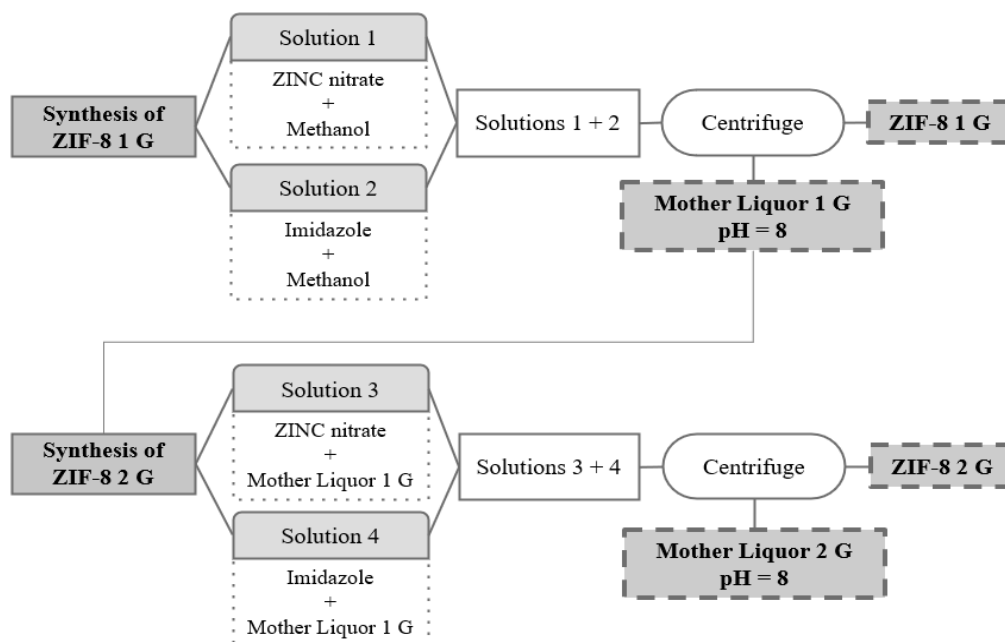 Solution 1
ZINC nitrate
+
Methanol
Synthesis of
ZIF-8 1 G
Solutions 1 + 2
Centrifuge
ZIF-8 1 G
Solution 2
Imidazole
+
Methanol
Mother Liquor 1 G
pH = 8
Solution 3
ZINC nitrate
+
Mother Liquor 1 G
Synthesis of
ZIF-8 2 G
Solutions 3 + 4
Centrifuge
ZIF-8 2 G
Solution 4
Imidazole
+
Mother Liquor 1 G
Mother Liquor 2 G
pH = 8